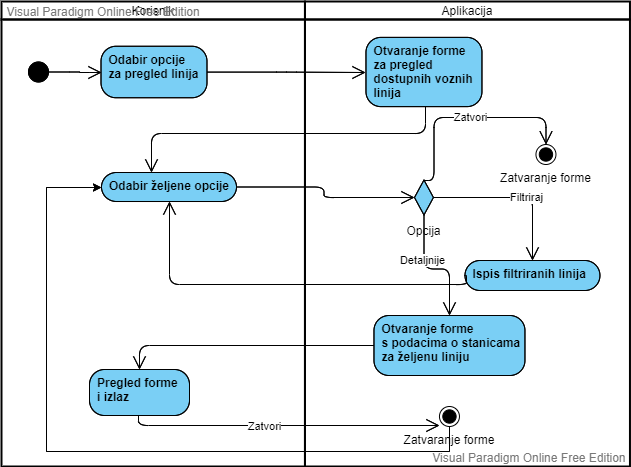 Visual Paradigm Online Free Edition
Korisnik
Aplikacija
Odabir opcije
za pregled linija
Otvaranje forme
za pregled
dostupnih voznih
linija
Zatvori
Zatvaranje forme
Odabir željene opcije
Filtriraj
Opcija
Detaljnije
Ispis filtriranih linija
Otvaranje forme
s podacima o stanicama
za željenu liniju
Pregled forme
i izlaz
Zatvori
Zatvaranje forme
Visual Paradigm Online Free Edition